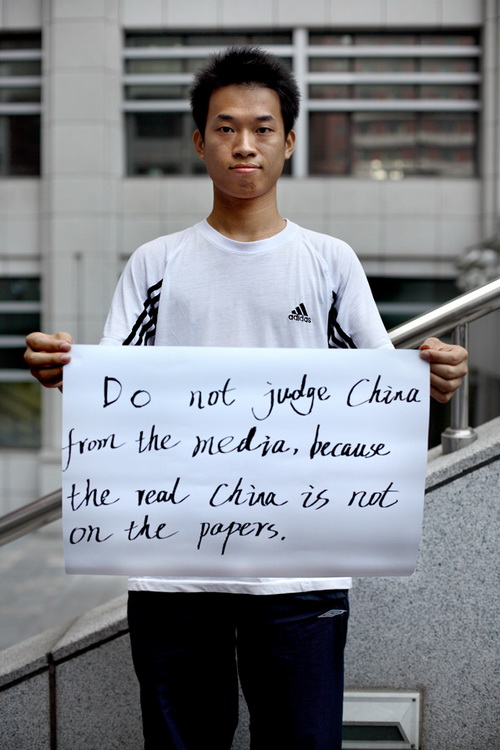 adidas
Do not judge China
from the media, because
the real China is not
on the papers.